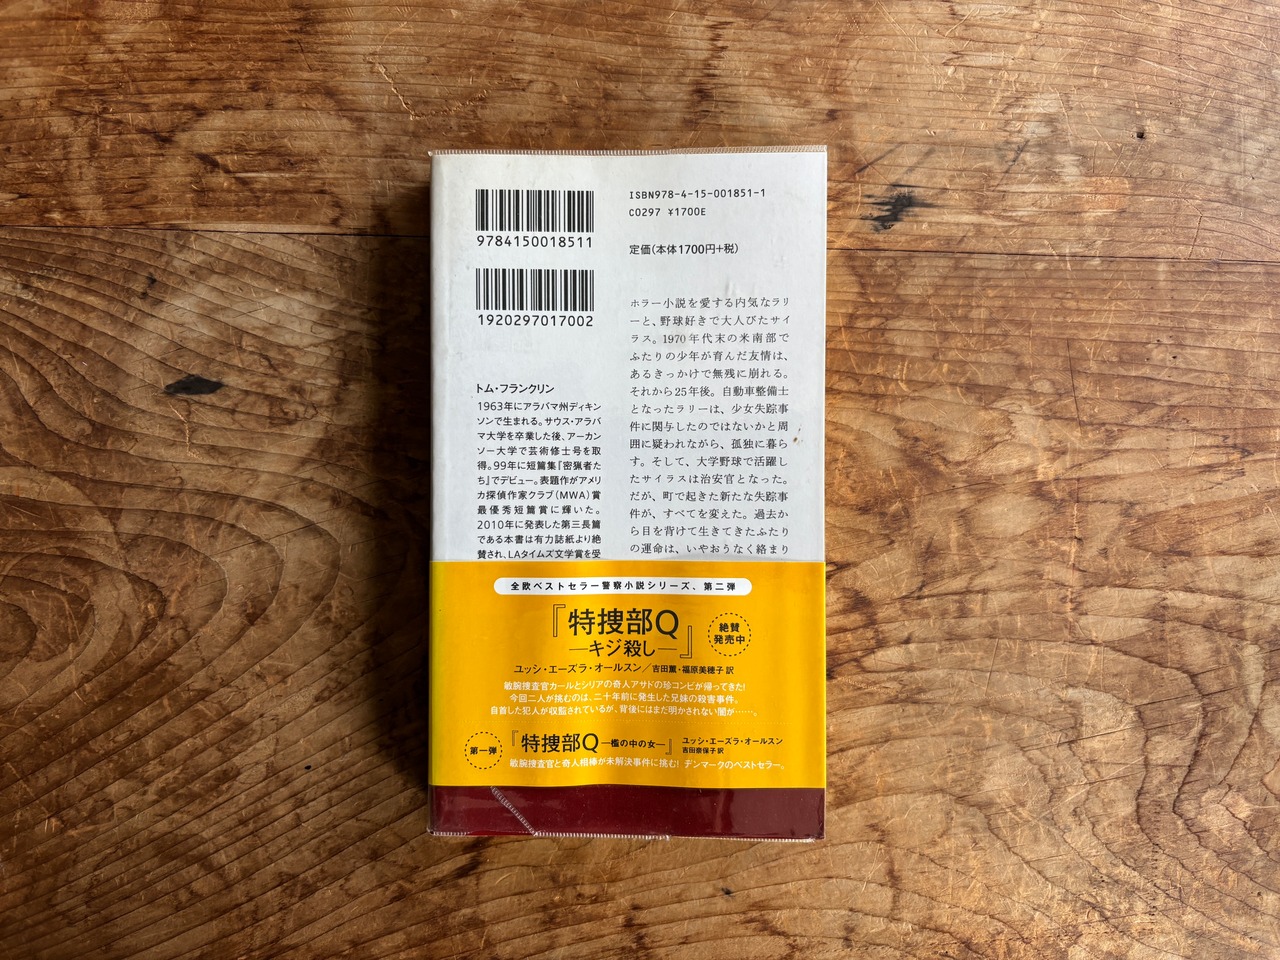 9784150018511
1920297017002
ISBN978-4-15-001851-1
C0297 ¥1700E
定価(本体1700円+税)
トム・フランクリン
1963年にアラバマ州ディキン
ソンで生まれる。サウス・アラバ
マ大学を卒業した後、アーカン
ソー大学で芸術修士号を取
得。99年に短篇集『密猟者た
ち』でデビュー。表題作がアメリ
カ探偵作家クラブ(MWA)賞
最優秀短篇賞に輝いた。
2010年に発表した第三長篇
である本書は有力誌紙より絶
賛され、LAタイムズ文学賞を受
ホラー小説を愛する内気なラリ
ーと、野球好きで大人びたサイ
ラス。1970年代末の米南部で
ふたりの少年が育んだ友情は、
あるきっかけで無残に崩れる。
それから25年後。自動車整備士
となったラリーは、少女失踪事
件に関与したのではないかと周
囲に疑われながら、孤独に暮ら
す。そして、大学野球で活躍し
たサイラスは治安官となった。
だが、町で起きた新たな失踪事
件が、すべてを変えた。過去か
ら目を背けて生きてきたふたり
の運命は、いやおうなく絡まり
全欧ベストセラー警察小説シリーズ、第二弾
『特捜部Q
―キジ殺し―』
絶賛
発売中
ユッシ・エーズラ・オールスン/吉田薫・福原美穂子 訳
敏腕捜査官カールとシリアの奇人アサドの珍コンビが帰ってきた!
今回二人が挑むのは、二十年前に発生した兄妹の殺害事件。
自首した犯人が収監されているが、背後にはまだ明かされない闇が……。
第一弾
『特捜部Q―檻の中の女―』
ユッシ・エーズラ・オールスン
吉田奈保子 訳
敏腕捜査官と奇人相棒が未解決事件に挑む! デンマークのベストセラー。